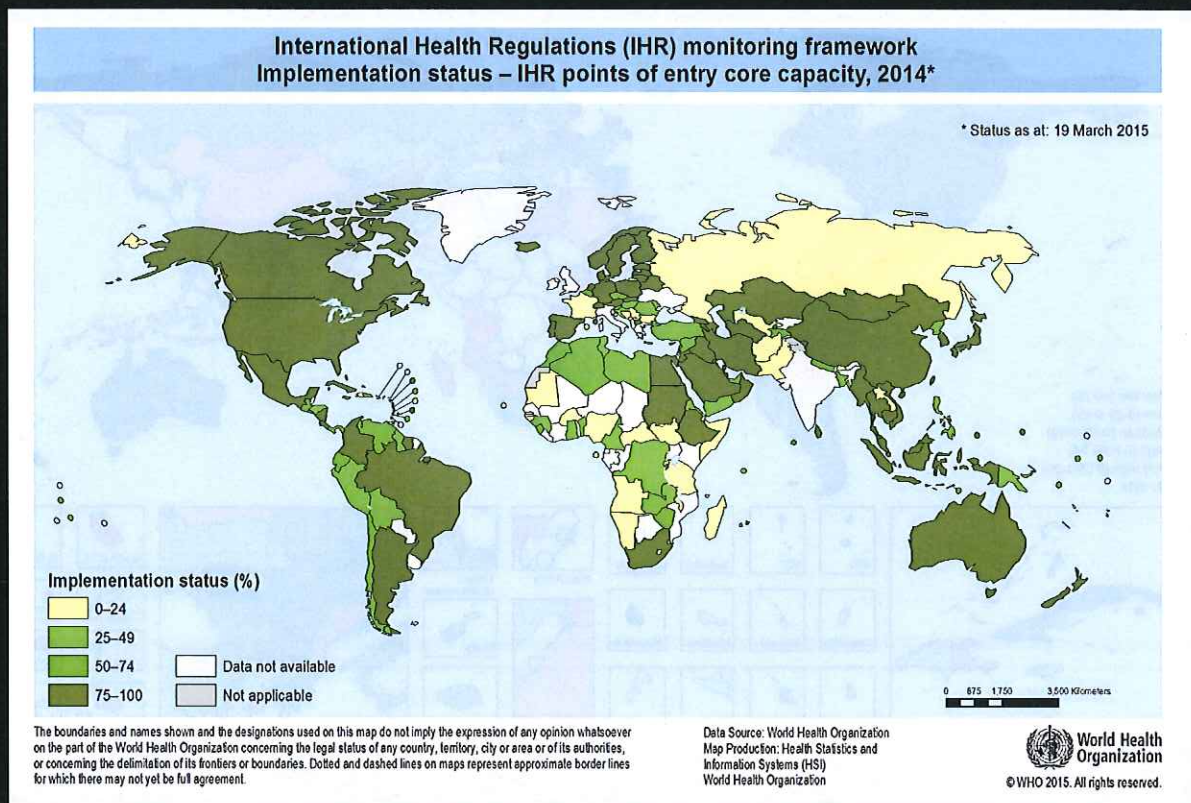 International Health Regulations (IHR) monitoring framework
Implementation status – IHR points of entry core capacity, 2014*
* Status as at: 19 March 2015
Implementation status (%)
0–24
25–49
50–74
75–100
Data not available
Not applicable
0 875 1,750 3,500 Kilometers
The boundaries and names shown and the designations used on this map do not imply the expression of any opinion whatsoever
on the part of the World Health Organization concerning the legal status of any country, territory, city or area or of its authorities,
or concerning the delimitation of its frontiers or boundaries. Dotted and dashed lines on maps represent approximate border lines
for which there may not yet be full agreement.
Data Source: World Health Organization
Map Production: Health Statistics and
Information Systems (HSI)
World Health Organization
World Health
Organization
© WHO 2015. All rights reserved.